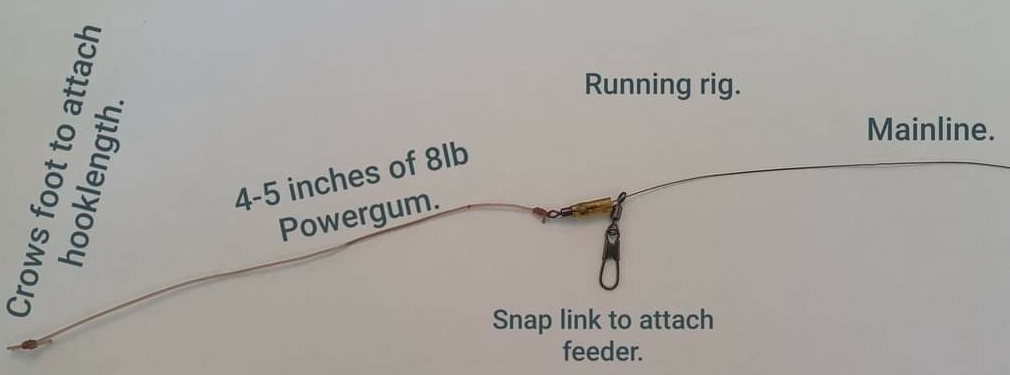 Crows foot to attach
hooklength.
4-5 inches of 8lb
Powergum.
Running rig.
Mainline.
Snap link to attach
feeder.